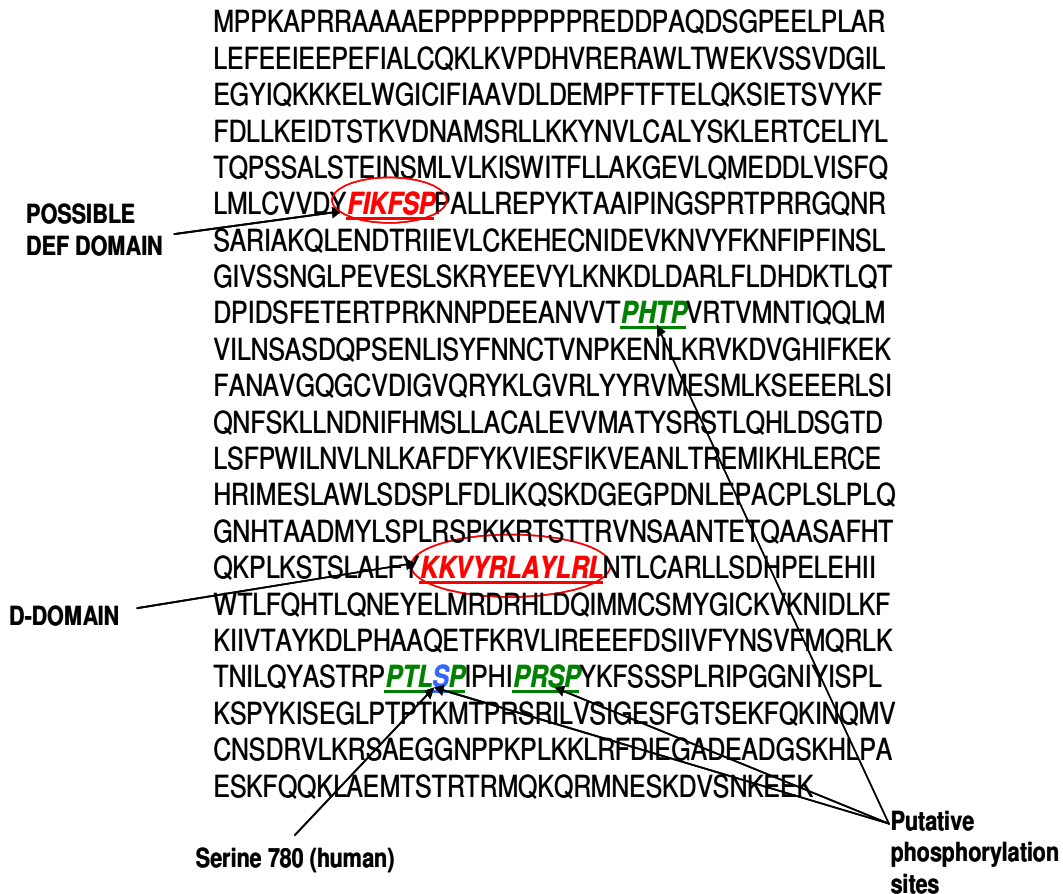 MPPKAPRRAAAAEPPPPPPPPPPREDDPAQDSGPEELPLAR
LEFEEIEEPEFIALCQKLKVPDHVRERAWLTWEKVSSVDGIL
EGYIQKKKELWGICIFIAAVDLDEMPFTFTELQKSIETSVYKF
FDLLKEIDTSTKVDNAMSRLLKKYNVLCALYSKLERTCELIYL
TQPSSALSTEINSMLVLKISWITFLLAKGEVLQMEDDLVISFQ
LMLCVVDYFIKFSPPALLREPYKTAAIPINGSPRTPRRGQNR
POSSIBLE
DEF DOMAIN
SARIAKQLENDTRIIEVLCKEHECNIDEVKNVYFKNFIPFINSL
GIVSSNGLPEVESLSKRYEEVYLKNKDLDARLFLDHDKTLQT
DPIDSFETERTPRKNNPDEEANVVTPHTPVRTVMNTIQQLM
VILNSASDQPSENLISYFNNCTVNPKENILKRVKDVGHIFKEK
FANAVGQGCVDIGVQRYKLGVRLYYRVMESMLKSEEERLSI
QNFSKLLNDNIFHMSLLACALEVVMATYSRSTLQHLDSGTD
LSFPWILNVLNLKAFDFYKVIESFIKVEANLTREMIKHLERCE
HRIMESLAWLSDSPLFDLIKQSKDGEGPDNLEPACPLSLPLQ
GNHTAADMYLSPLRSPKKRTSTTRVNSAANTETQAASAFHT
QKPLKSTSLALFYKKVYRLAYLRLNTLCARLLSDHPELEHII
D-DOMAIN
WTLFQHTLQNEYELMRDRHLDQIMMCSMYGICKVKNIDLKF
KIIVTAYKDLPHAAQETFKRVLIREEEFDSIIVFYNSVFMQRLK
TNILQYASTRPPTLSPIPHIPRSPYKFSSSPLRIPGGNIYISPL
KSPYKISEGLPTPTKMTPRSRILVSIGESFGTSEKFQKINQMV
CNSDRVLKRSAEGGNPPKPLKKLRFDIEGADEADGSKHLPA
ESKFQQKLAEMTSTRTRMQKQRMNESKDVSNKEEK
Serine 780 (human)
Putative
phosphorylation
sites